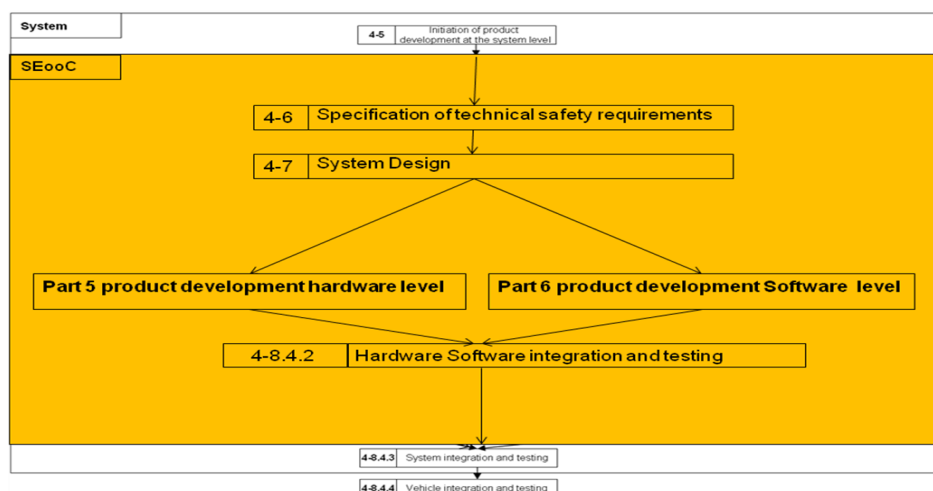 System
4-5
Initiation of product
development at the system level
SEooC
4-6 Specification of technical safety requirements
4-7 System Design
Part 5 product development hardware level
Part 6 product development Software level
4-8.4.2 Hardware Software integration and testing
4-8.4.3 System integration and testing
4-8.4.4 Vehicle integration and testing